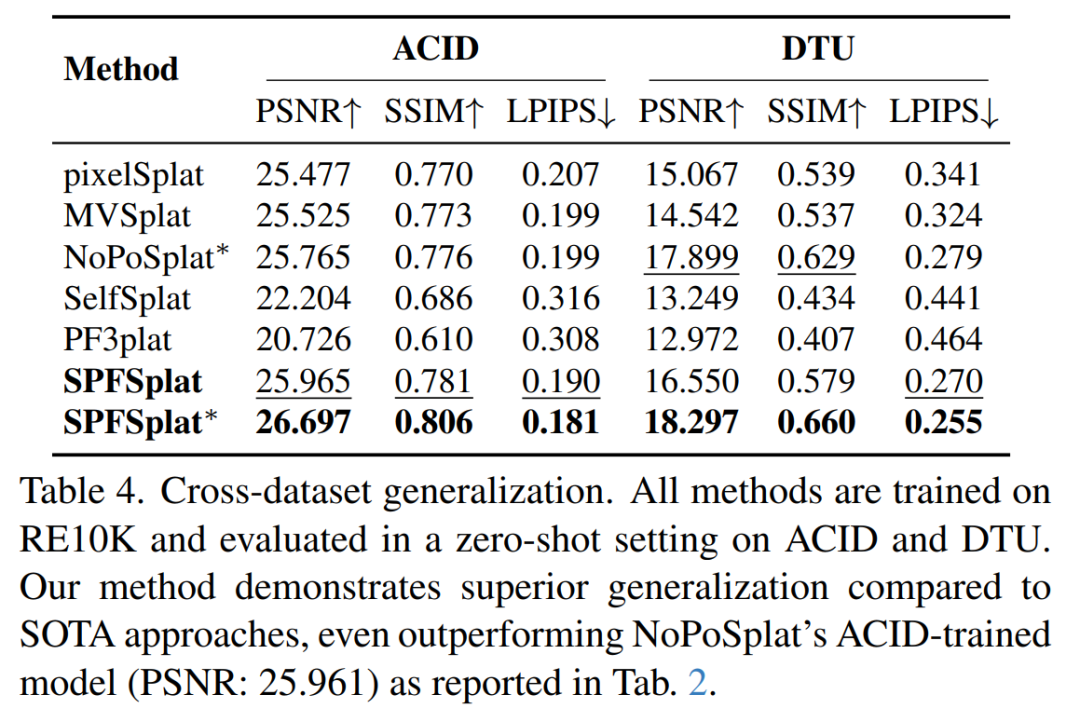 Method ACID DTU
PSNR↑ SSIM↑ LPIPS↓ PSNR↑ SSIM↑ LPIPS↓
pixelSplat 25.477 0.770 0.207 15.067 0.539 0.341
MVSplat 25.525 0.773 0.199 14.542 0.537 0.324
NoPoSplat* 25.765 0.776 0.199 17.899 0.629 0.279
SelfSplat 22.204 0.686 0.316 13.249 0.434 0.441
PF3plat 20.726 0.610 0.308 12.972 0.407 0.464
SPFSplat 25.965 0.781 0.190 16.550 0.579 0.270
SPFSplat* 26.697 0.806 0.181 18.297 0.660 0.255
Table 4. Cross-dataset generalization. All methods are trained on
RE10K and evaluated in a zero-shot setting on ACID and DTU.
Our method demonstrates superior generalization compared to
SOTA approaches, even outperforming NoPoSplat's ACID-trained
model (PSNR: 25.961) as reported in Tab. 2.